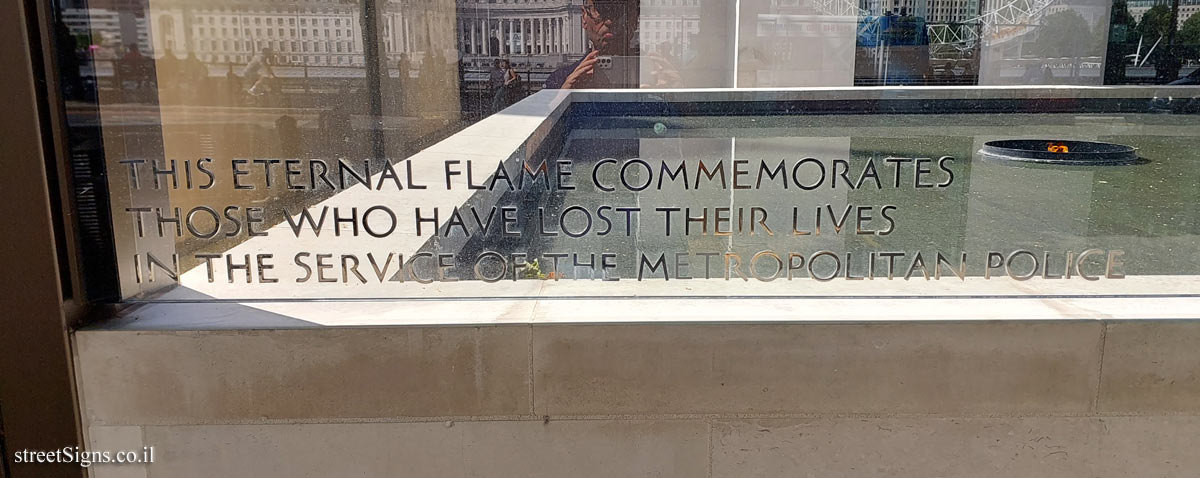 THIS ETERNAL FLAME COMMEMORATES
THOSE WHO HAVE LOST THEIR LIVES
IN THE SERVICE OF THE METROPOLITAN POLICE
streetSigns.co.il